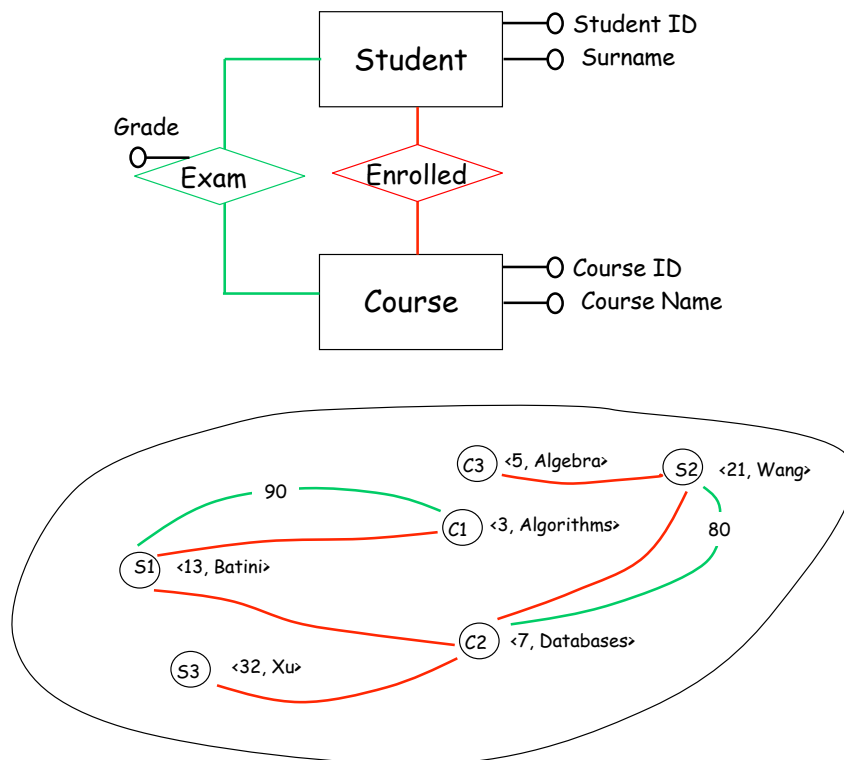 Student ID
Student
Surname
Grade
Exam
Enrolled
Course ID
Course
Course Name
C3 <5, Algebra> S2 <21, Wang>
90
C1 <3, Algorithms> 80
S1 <13, Batini>
C2 <7, Databases>
S3 <32, Xu>